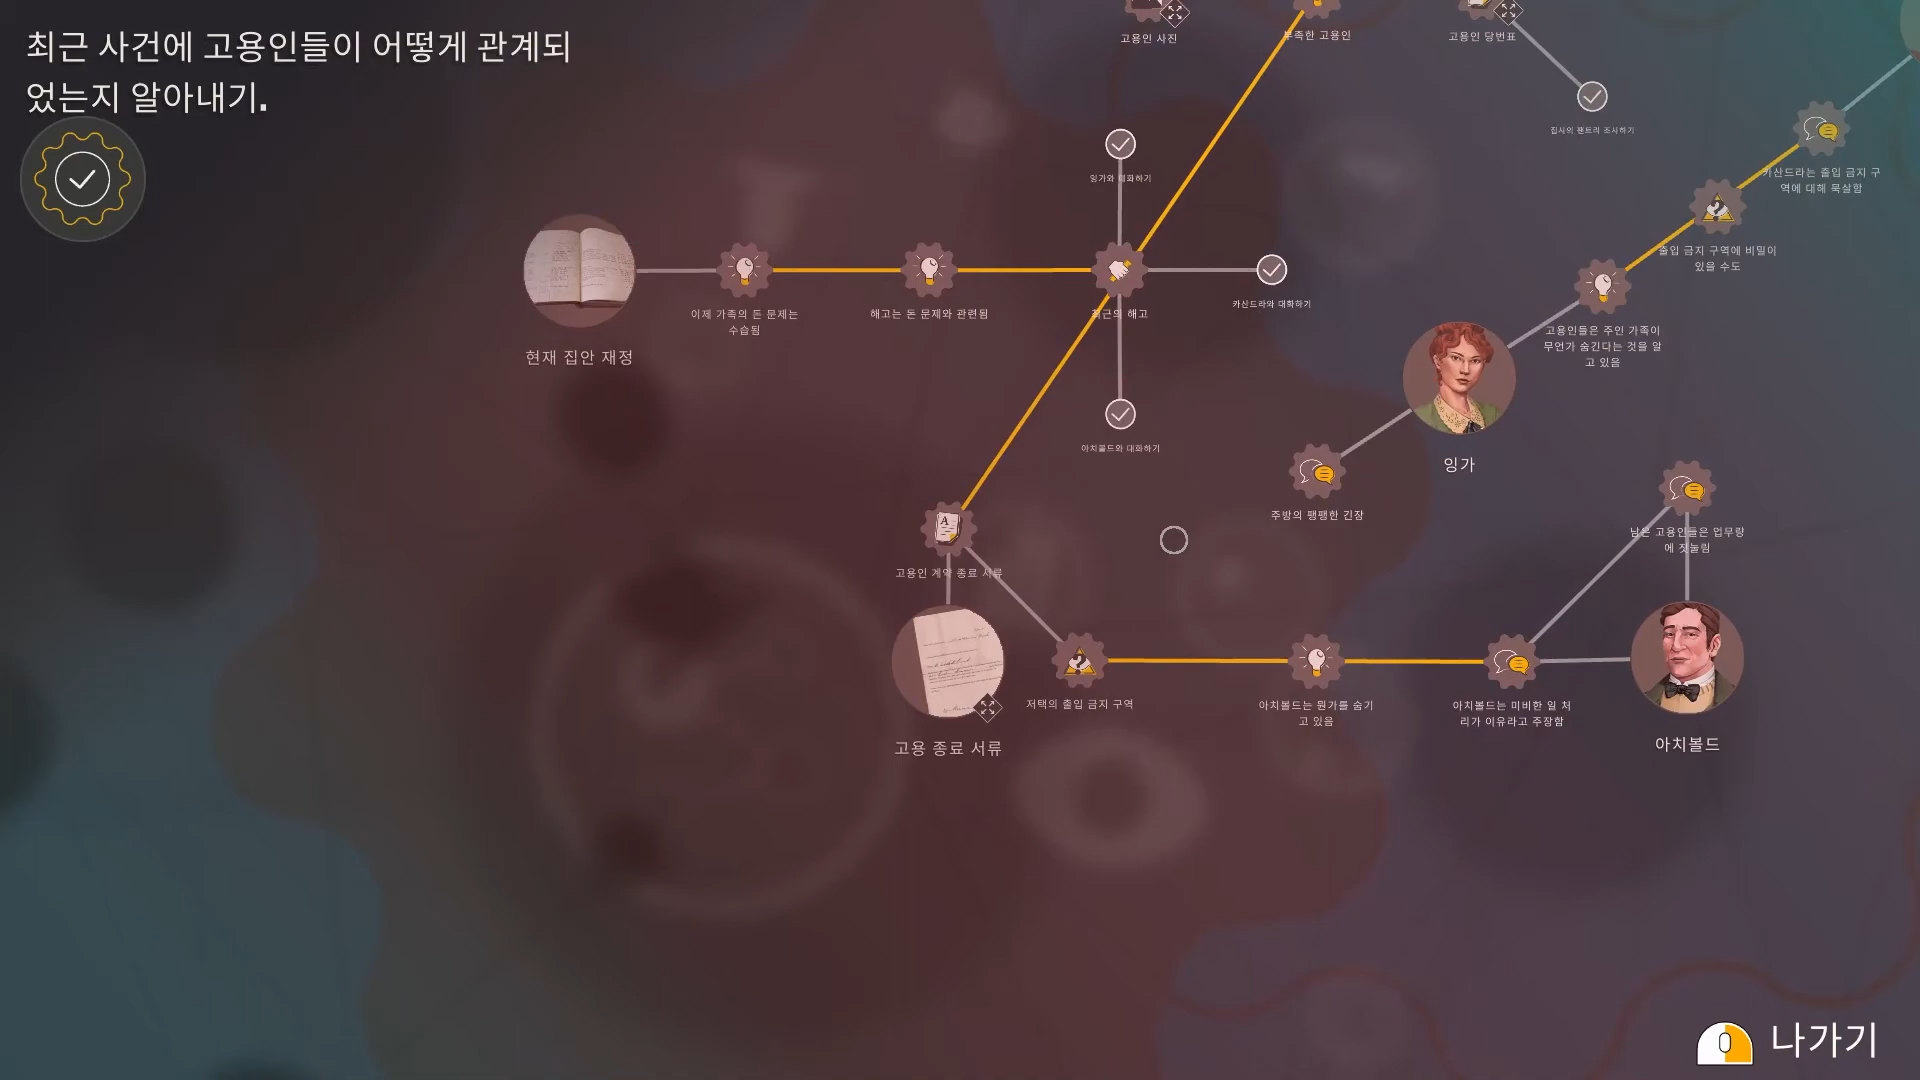 최근 사건에 고용인들이 어떻게 관계되
었는지 알아내기.
고용인 사진
부족한 고용인
고용인 당번표
집사의 팬트리 조사하기
카산드라는 출입 금지 구
역에 대해 묵살함
출입 금지 구역에 비밀이
있을 수도
고용인들은 주인 가족이
무언가 숨긴다는 것을 알
고 있음
잉가와 대화하기
현재 집안 재정
이제 가족의 돈 문제는
수습됨
해고는 돈 문제와 관련됨
최근의 해고
카산드라와 대화하기
아치볼드와 대화하기
잉가
주방의 팽팽한 긴장
남은 고용인들은 업무량
에 짓눌림
고용인 계약 종료 서류
고용 종료 서류
저택의 출입 금지 구역
아치볼드는 뭔가를 숨기
고 있음
아치볼드는 미비한 일 처
리가 이유라고 주장함
아치볼드
나가기